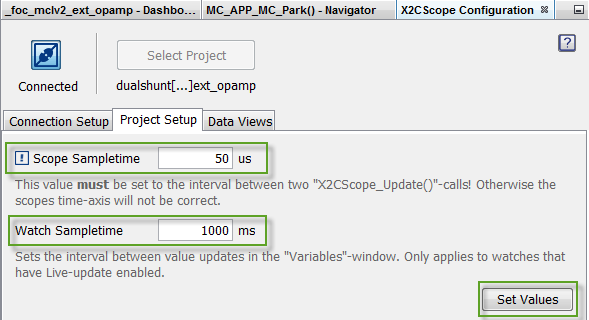 _foc_mclv2_ext_opamp - Dashbo...
MC_APP_MC_Park() - Navigator
X2CScope Configuration
?
Select Project
Connected
dualshunt[...]ext_opamp
Connection Setup Project Setup Data Views
! Scope Sampletime 50 us
This value must be set to the interval between two "X2CScope_Update()"-calls! Otherwise the
scopes time-axis will not be correct.
Watch Sampletime 1000 ms
Sets the interval between value updates in the "Variables"-window. Only applies to watches that
have Live-update enabled.
Set Values